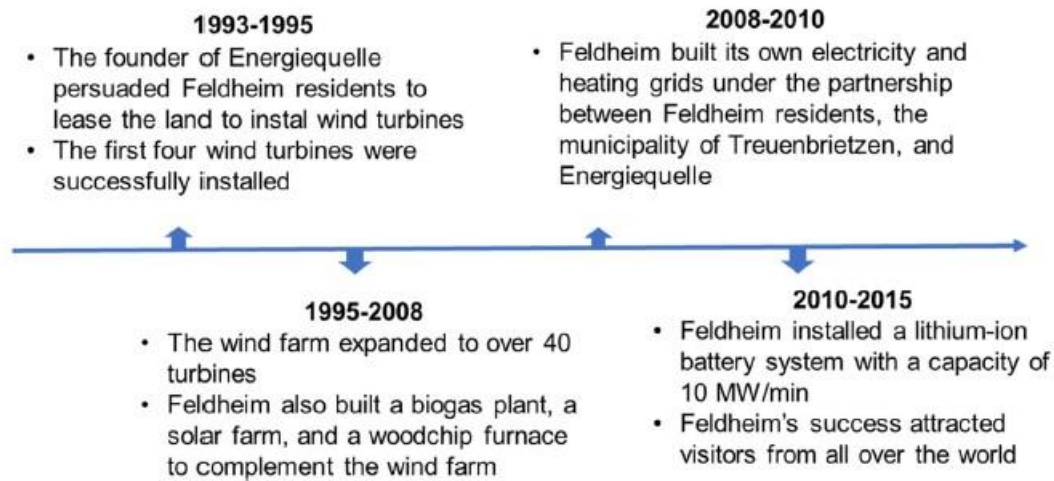 1993-1995
• The founder of Energiequelle
persuaded Feldheim residents to
lease the land to instal wind turbines
• The first four wind turbines were
successfully installed
1995-2008
• The wind farm expanded to over 40
turbines
• Feldheim also built a biogas plant, a
solar farm, and a woodchip furnace
to complement the wind farm
2008-2010
• Feldheim built its own electricity and
heating grids under the partnership
between Feldheim residents, the
municipality of Treuenbrietzen, and
Energiequelle
2010-2015
• Feldheim installed a lithium-ion
battery system with a capacity of
10 MW/min
• Feldheim's success attracted
visitors from all over the world